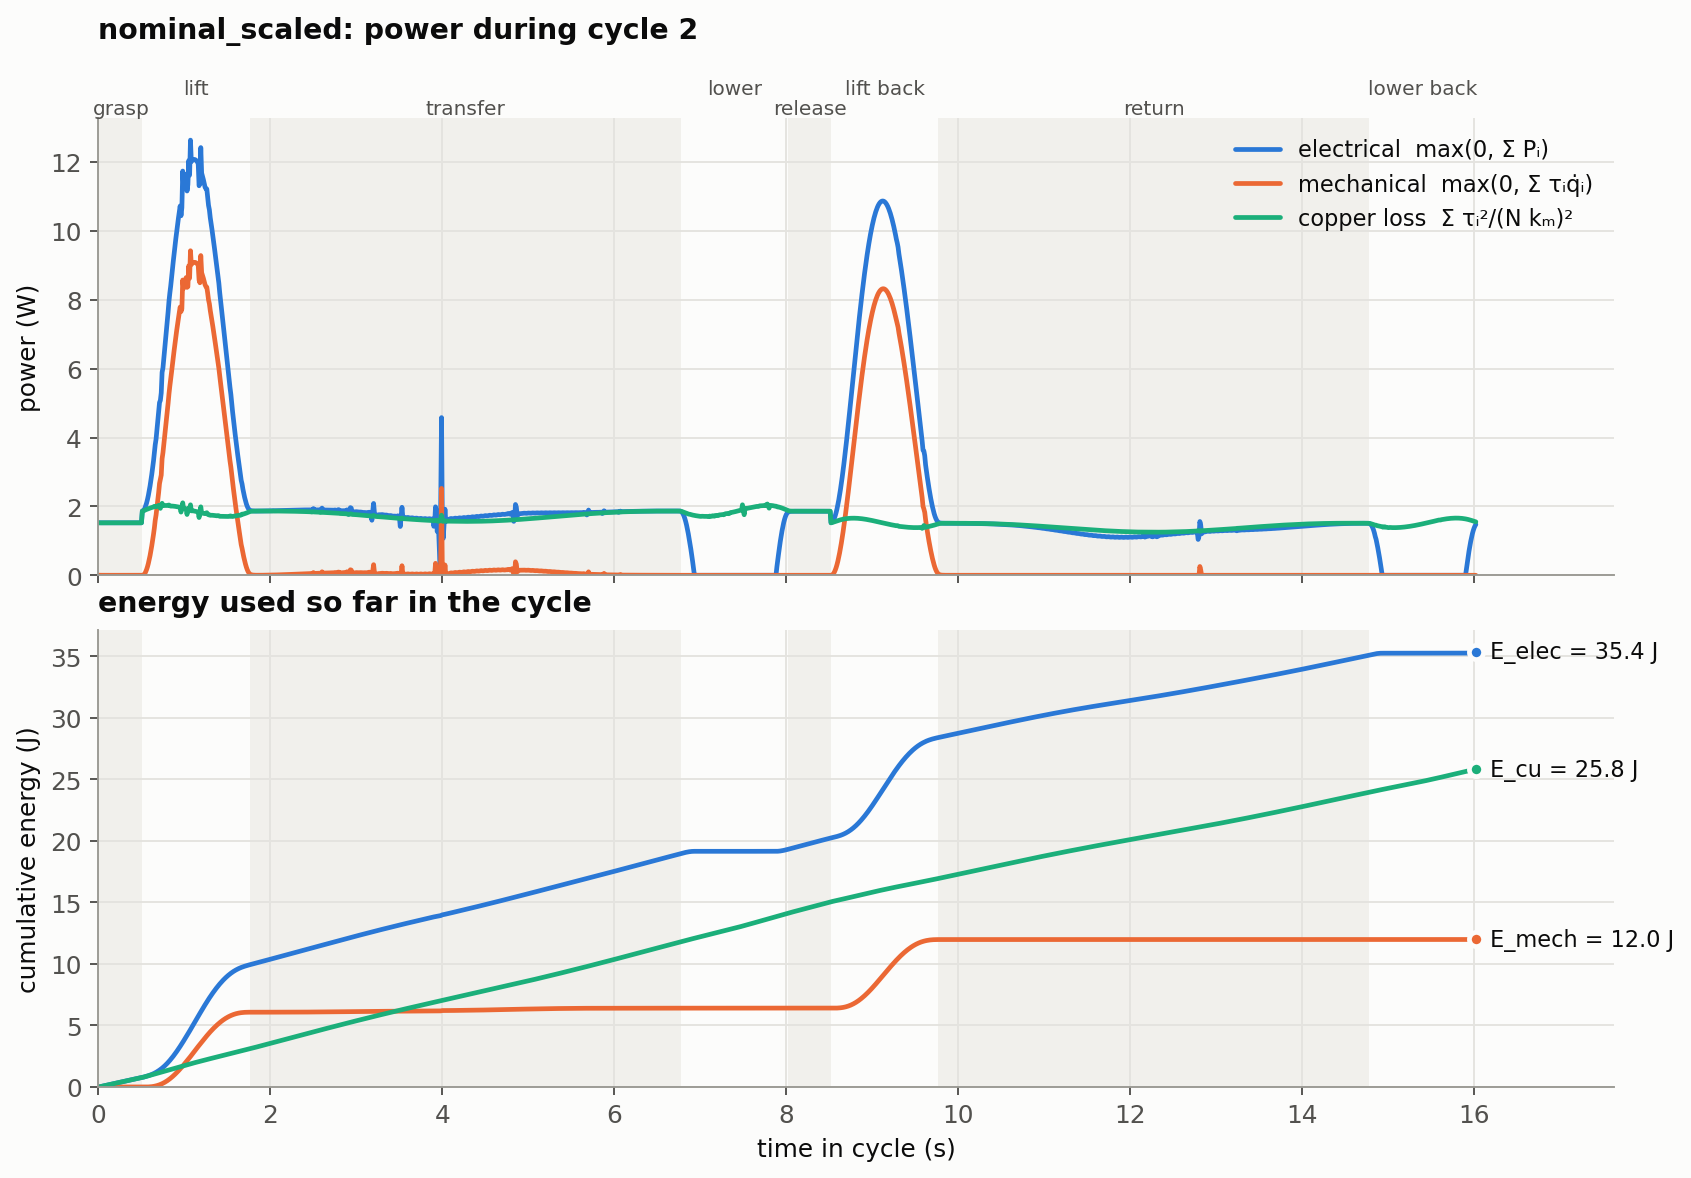 nominal_scaled: power during cycle 2
lift
lower
lift back
lower back
grasp
transfer
release
return
electrical  max(0, Σ Pᵢ)
mechanical  max(0, Σ τᵢq̇ᵢ)
copper loss  Σ τᵢ²/(N kₘ)²
power (W)
12
10
8
6
4
2
0
energy used so far in the cycle
cumulative energy (J)
35
30
25
20
15
10
5
0
E_elec = 35.4 J
E_cu = 25.8 J
E_mech = 12.0 J
0
2
4
6
8
10
12
14
16
time in cycle (s)